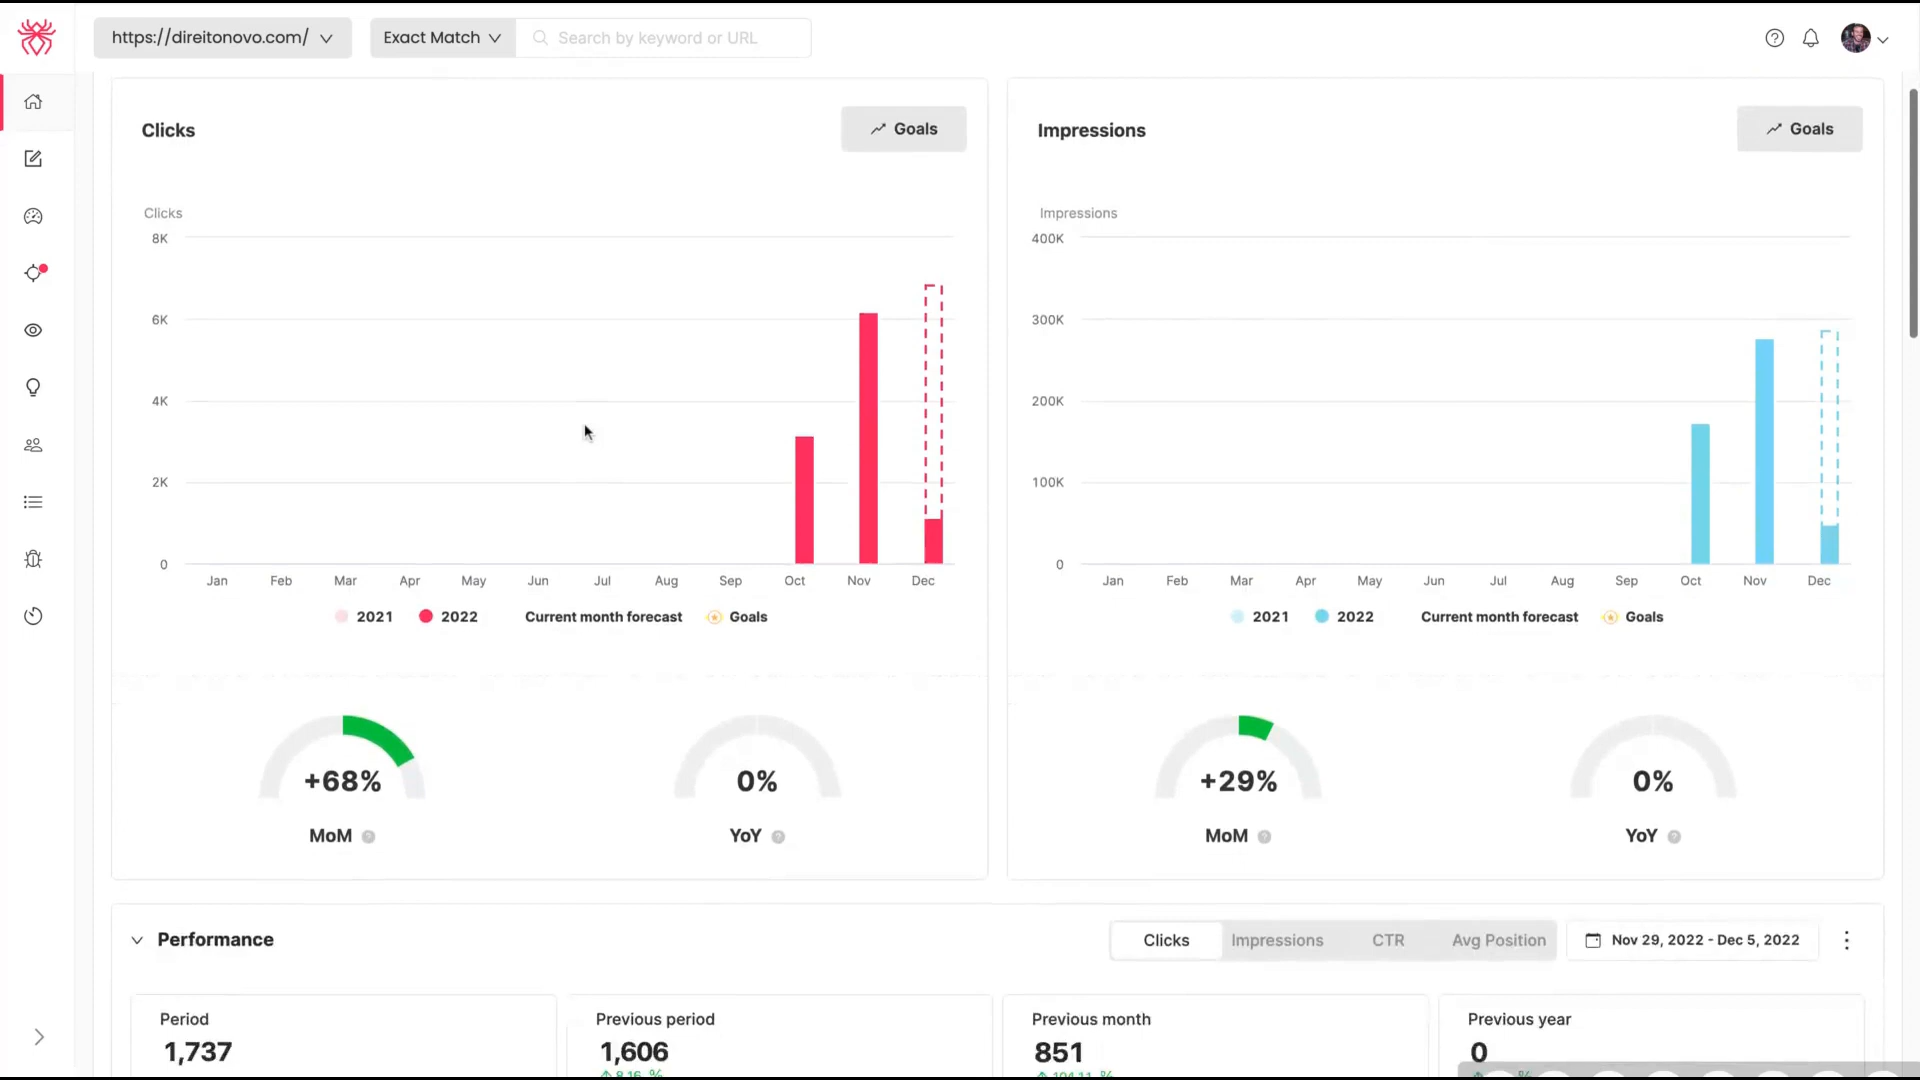 https://direitonovo.com/
Exact Match
Search by keyword or URL
Clicks
Goals
Clicks
8K
6K
4K
2K
0
Jan Feb Mar Apr May Jun Jul Aug Sep Oct Nov Dec
2021 2022 Current month forecast Goals
+68%
MoM ?
0%
YoY ?
Impressions
Goals
Impressions
400K
300K
200K
100K
0
Jan Feb Mar Apr May Jun Jul Aug Sep Oct Nov Dec
2021 2022 Current month forecast Goals
+29%
MoM ?
0%
YoY ?
Performance
Clicks Impressions CTR Avg Position
Nov 29, 2022 - Dec 5, 2022
Period
1,737
Previous period
1,606
8.16 %
Previous month
851
104.11 %
Previous year
0
%